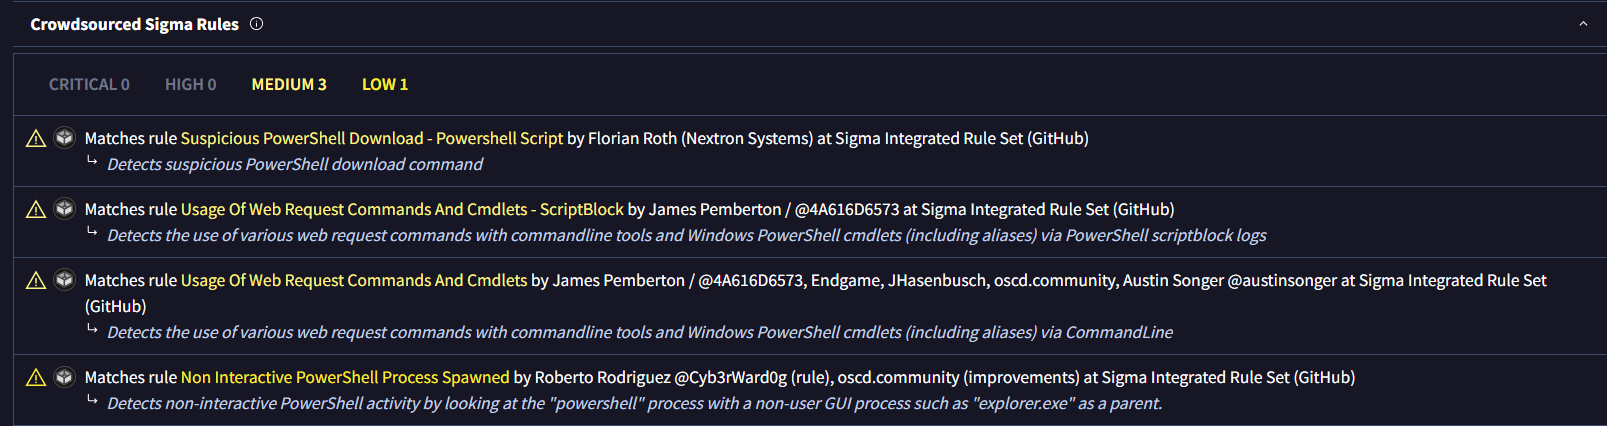 Crowdsourced Sigma Rules
CRITICAL 0 HIGH 0 MEDIUM 3 LOW 1
Matches rule Suspicious PowerShell Download - Powershell Script by Florian Roth (Nextron Systems) at Sigma Integrated Rule Set (GitHub)
Detects suspicious PowerShell download command
Matches rule Usage Of Web Request Commands And Cmdlets - ScriptBlock by James Pemberton / @4A616D6573 at Sigma Integrated Rule Set (GitHub)
Detects the use of various web request commands with commandline tools and Windows PowerShell cmdlets (including aliases) via PowerShell scriptblock logs
Matches rule Usage Of Web Request Commands And Cmdlets by James Pemberton / @4A616D6573, Endgame, JHasenbusch, oscd.community, Austin Songer @austinsonger at Sigma Integrated Rule Set
(GitHub)
Detects the use of various web request commands with commandline tools and Windows PowerShell cmdlets (including aliases) via CommandLine
Matches rule Non Interactive PowerShell Process Spawned by Roberto Rodriguez @Cyb3rWard0g (rule), oscd.community (improvements) at Sigma Integrated Rule Set (GitHub)
Detects non-interactive PowerShell activity by looking at the "powershell" process with a non-user GUI process such as "explorer.exe" as a parent.